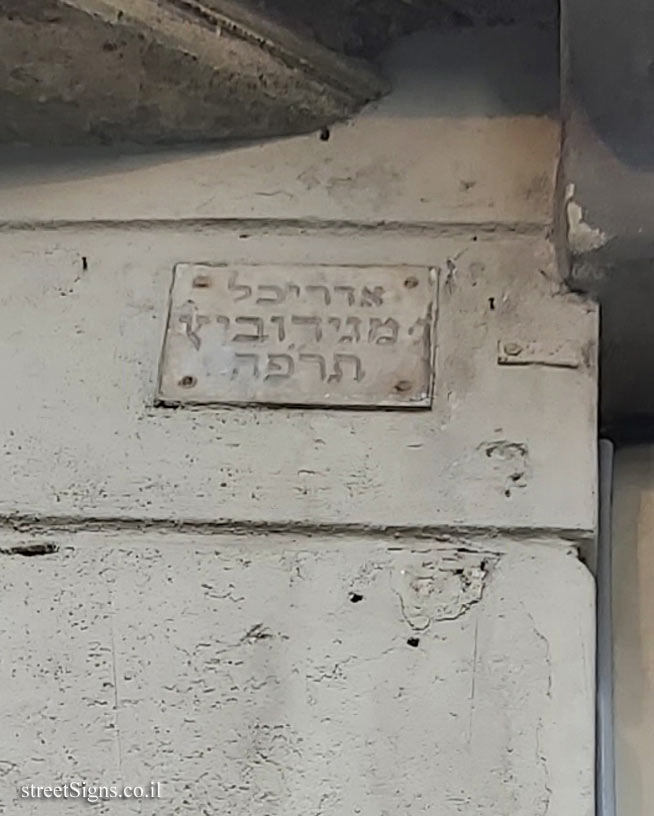 אדריכל
מגידוביץ
תרפה
streetSigns.co.il